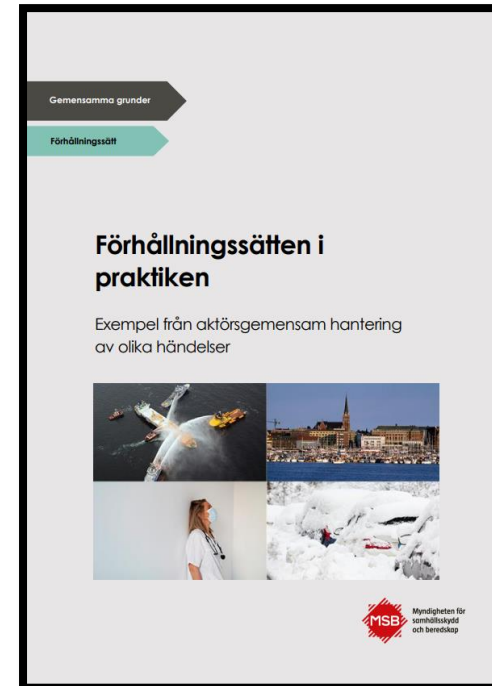 Gemensamma grunder
Förhållningssätt
Förhållningssätten i
praktiken
Exempel från aktörsgemensam hantering
av olika händelser
MSB
Myndigheten för
samhällsskydd
och beredskap